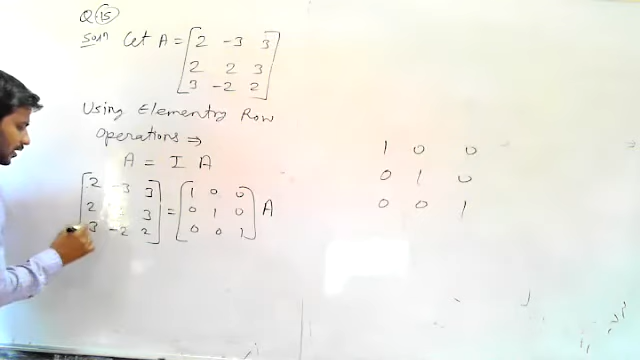 Q. 15
Soln Let A = [2 -3 3
2 2 3
3 -2 2]
Using Elementry Row
Operations ⇒
A = I A
[2 -3 3
2 3
3 -2 2] = [1 0 0
0 1 0
0 0 1] A
1 0 0
0 1 0
0 0 1